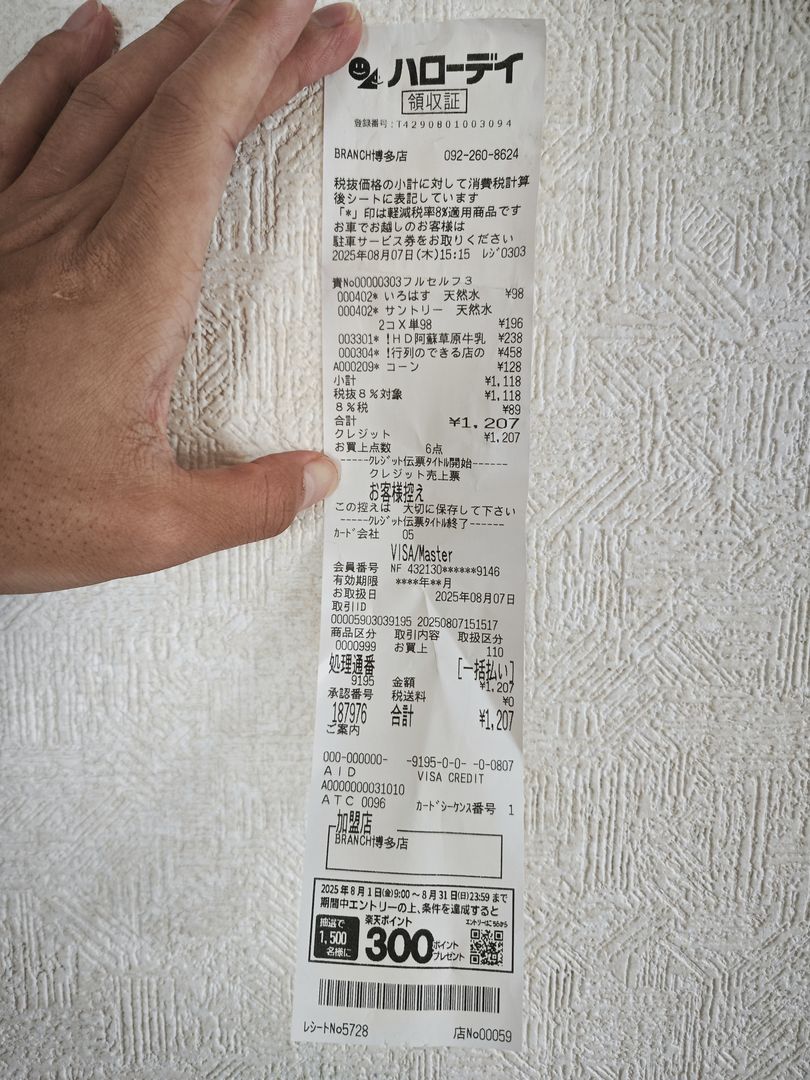 ハローデイ
領収証
登録番号:T4290801003094
BRANCH博多店 092-260-8624
税抜価格の小計に対して消費税計算
後シートに表記しています
「*」印は軽減税率8%適用商品です
お車でお越しのお客様は
駐車サービス券をお取りください
2025年08月07日(木)15:15 レジ0303
責No00000303フルセルフ3
000402* いろはす 天然水 ¥98
000402* サントリー 天然水
2コX単98 ¥196
003301* !HD阿蘇草原牛乳 ¥238
000304* !行列のできる店の ¥458
A000209* コーン ¥128
小計 ¥1,118
税抜8%対象 ¥1,118
8%税 ¥89
合計 ¥1,207
クレジット ¥1,207
お買上点数 6点
-----クレジット伝票タイトル開始------
クレジット売上票
お客様控え
この控えは 大切に保存して下さい
-----クレジット伝票タイトル終了------
カード会社 05
VISA/Master
会員番号 NF 432130******9146
有効期限 ****年**月
お取扱日 2025年08月07日
取引ID
00005903039195 20250807151517
商品区分 取引内容 取扱区分
0000999 お買上 110
処理通番 [一括払い]
9195 金額 ¥1,207
承認番号 税送料 ¥0
187976 合計 ¥1,207
ご案内
000-000000- -9195-0-0- -0-0807
AID VISA CREDIT
A0000000031010
ATC 0096 カードシーケンス番号 1
加盟店
BRANCH博多店
2025年8月1日(金)9:00~8月31日(日)23:59まで
期間中エントリーの上、条件を達成すると
抽選で 1,500名様に 楽天ポイント 300ポイントプレゼント エントリーはこちらから
レシートNo5728 店No00059